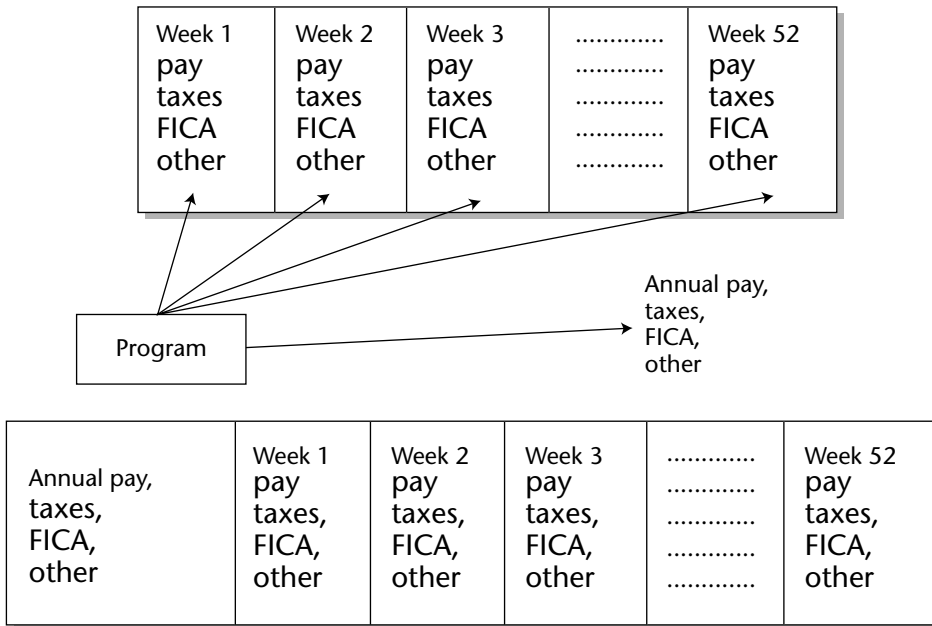 Week 1
pay
taxes
FICA
other
Week 2
pay
taxes
FICA
other
Week 3
pay
taxes
FICA
other
.............
.............
.............
.............
.............
Week 52
pay
taxes
FICA
other
Program
Annual pay,
taxes,
FICA,
other
Annual pay,
taxes,
FICA,
other
Week 1
pay
taxes,
FICA,
other
Week 2
pay
taxes,
FICA,
other
Week 3
pay
taxes,
FICA,
other
.............
.............
.............
.............
.............
Week 52
pay
taxes,
FICA,
other